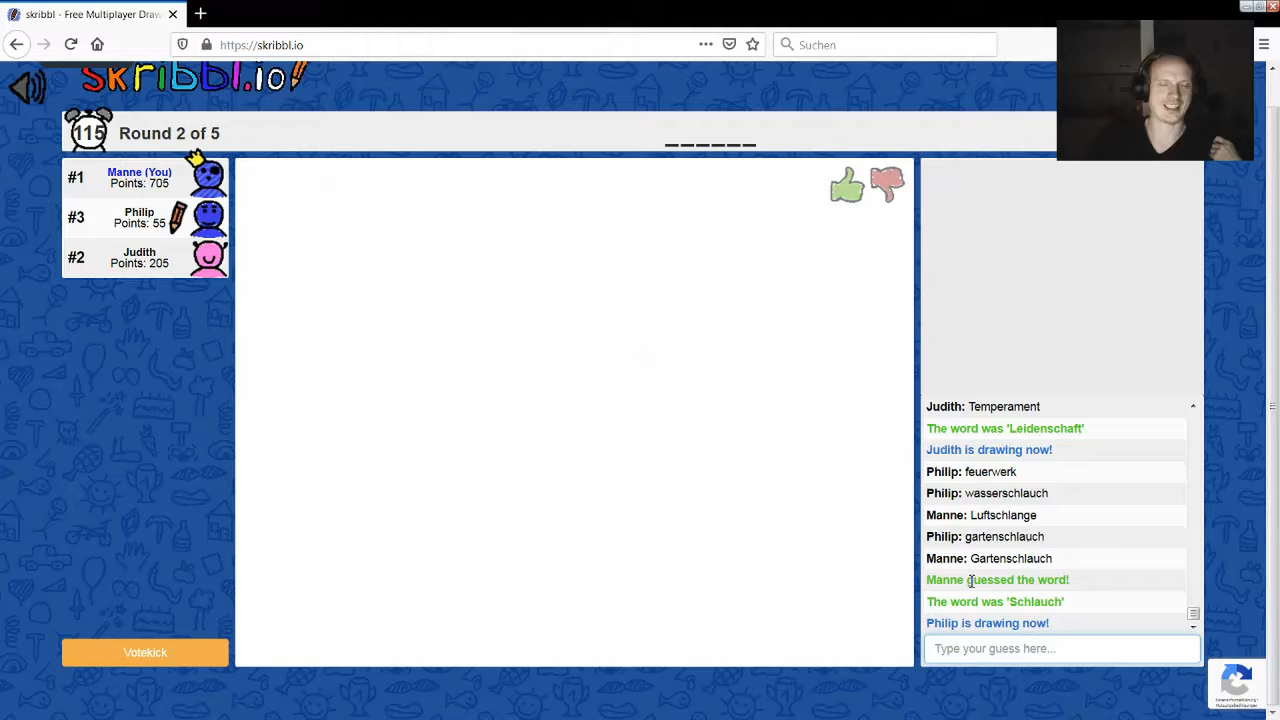 skribbl - Free Multiplayer Draw
https://skribbl.io
Suchen
skribbl.io
115
Round 2 of 5
______
#1
Manne (You)
Points: 705
#3
Philip
Points: 55
#2
Judith
Points: 205
Votekick
Judith: Temperament
The word was 'Leidenschaft'
Judith is drawing now!
Philip: feuerwerk
Philip: wasserschlauch
Manne: Luftschlange
Philip: gartenschlauch
Manne: Gartenschlauch
Manne guessed the word!
The word was 'Schlauch'
Philip is drawing now!
Type your guess here...